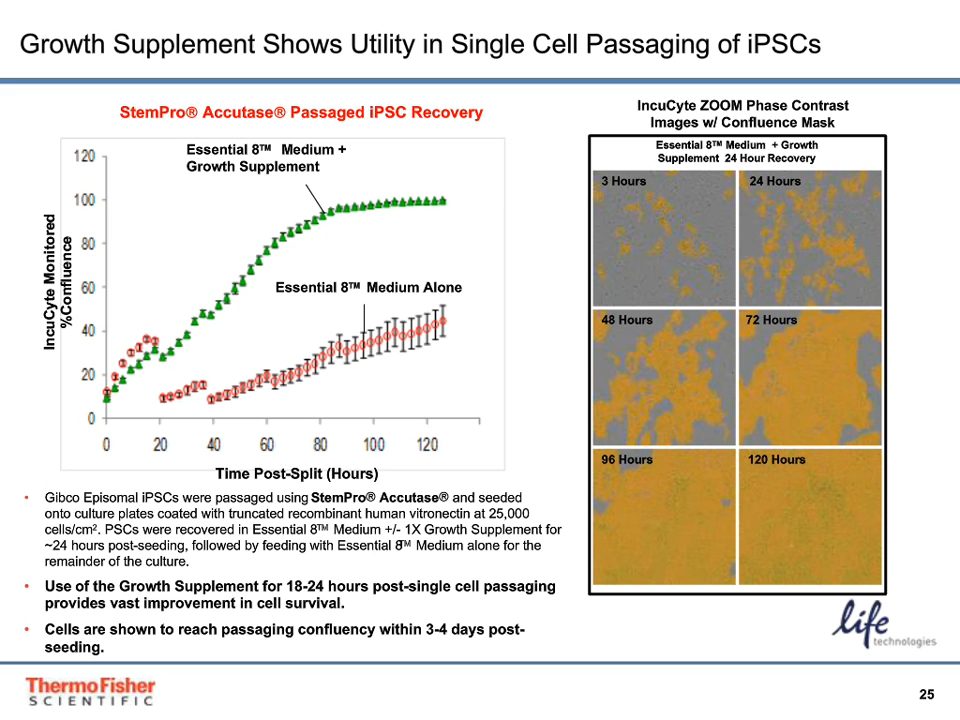 Growth Supplement Shows Utility in Single Cell Passaging of iPSCs
StemPro® Accutase® Passaged iPSC Recovery
IncuCyte Monitored
%Confluence
120
100
80
60
40
20
0
Essential 8™ Medium +
Growth Supplement
Essential 8™ Medium Alone
0 20 40 60 80 100 120
Time Post-Split (Hours)
IncuCyte ZOOM Phase Contrast
Images w/ Confluence Mask
Essential 8™ Medium + Growth
Supplement 24 Hour Recovery
3 Hours 24 Hours
48 Hours 72 Hours
96 Hours 120 Hours
• Gibco Episomal iPSCs were passaged using StemPro® Accutase® and seeded
onto culture plates coated with truncated recombinant human vitronectin at 25,000
cells/cm². PSCs were recovered in Essential 8™ Medium +/- 1X Growth Supplement for
~24 hours post-seeding, followed by feeding with Essential 8™ Medium alone for the
remainder of the culture.
• Use of the Growth Supplement for 18-24 hours post-single cell passaging
provides vast improvement in cell survival.
• Cells are shown to reach passaging confluency within 3-4 days post-
seeding.
life
technologies
ThermoFisher
SCIENTIFIC
25